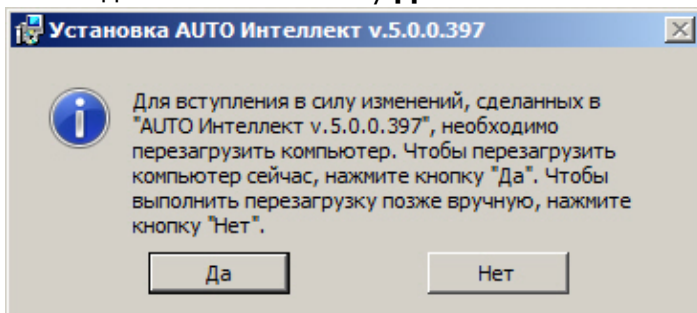 Установка AUTO Интеллект v.5.0.0.397
Для вступления в силу изменений, сделанных в
"AUTO Интеллект v.5.0.0.397", необходимо
перезагрузить компьютер. Чтобы перезагрузить
компьютер сейчас, нажмите кнопку "Да". Чтобы
выполнить перезагрузку позже вручную, нажмите
кнопку "Нет".
Да
Нет